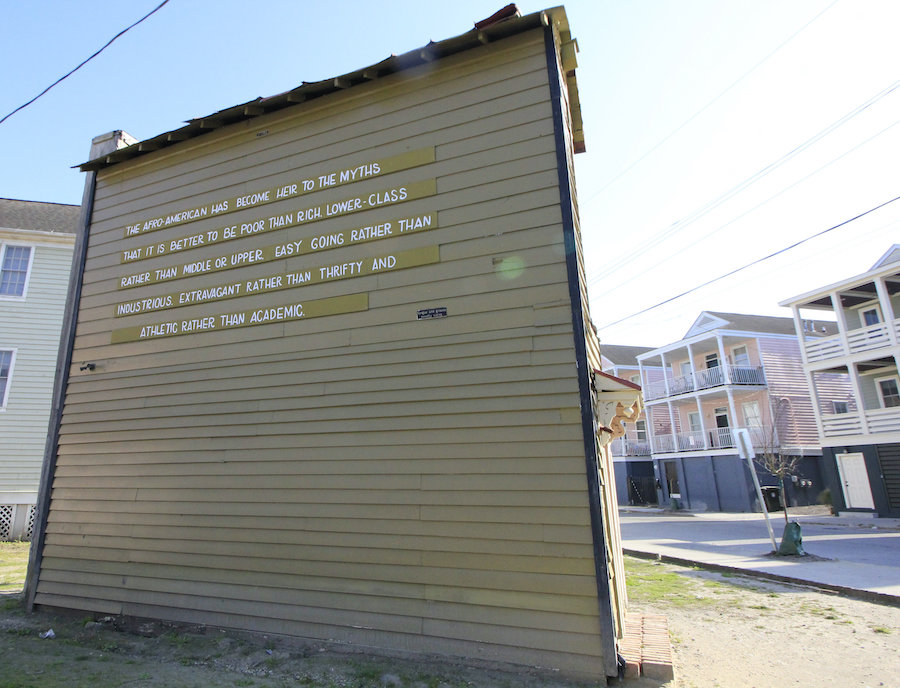 THE AFRO-AMERICAN HAS BECOME HEIR TO THE MYTHS
THAT IT IS BETTER TO BE POOR THAN RICH, LOWER-CLASS
RATHER THAN MIDDLE OR UPPER, EASY GOING RATHER THAN
INDUSTRIOUS, EXTRAVAGANT RATHER THAN THRIFTY AND
ATHLETIC RATHER THAN ACADEMIC.